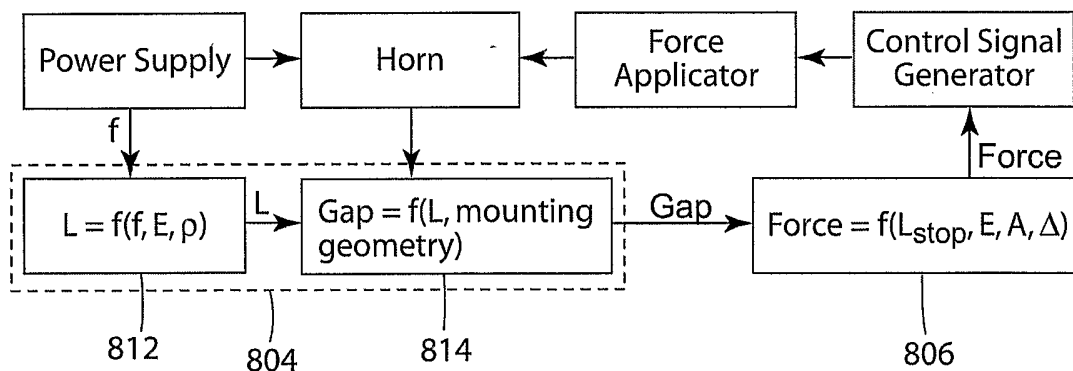 Power Supply
Horn
Force
Applicator
Control Signal
Generator
f
Force
L = f(f, E, ρ)
L
Gap = f(L, mounting
geometry)
Gap
Force = f(Lstop, E, A, Δ)
812
804
814
806